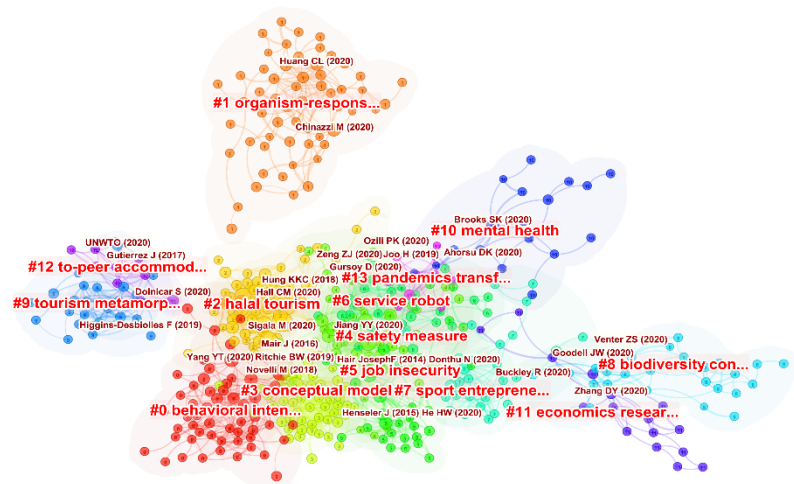 Huang CL (2020)
#1 organism-respons...
Chinazzi M (2020)
Brooks SK (2020)
#10 mental health
UNWTO (2020)
Ozili PK (2020)
Gutierrez J (2017)
Zeng ZJ (2020)
Joo H (2019)
Ahorsu DK (2020)
#12 to-peer accommod...
Gursoy D (2020)
#13 pandemics transf...
Hung KKC (2018)
Dolnicar S (2020)
Hall CM (2020)
#9 tourism metamorp...
#2 halal tourism
#6 service robot
Higgins-Desbiolles F (2019)
Sigala M (2020)
Jiang YY (2020)
#4 safety measure
Venter ZS (2020)
Mair J (2016)
Goodell JW (2020)
Yang YT (2020)
Ritchie BW (2019)
Hair JosephF (2014)
Donthu N (2020)
#8 biodiversity con...
Novelli M (2018)
#5 job insecurity
Buckley R (2020)
#3 conceptual model
#7 sport entreprene...
Zhang DY (2020)
#0 behavioral inten...
Henseler J (2015)
He HW (2020)
#11 economics resear...